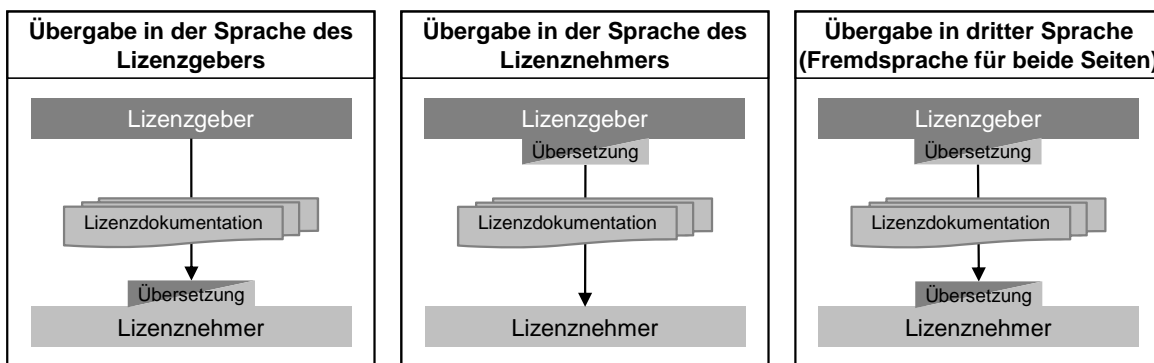 Übergabe in der Sprache des
Lizenzgebers
Lizenzgeber
Lizenzdokumentation
Übersetzung
Lizenznehmer
Übergabe in der Sprache des
Lizenznehmers
Lizenzgeber
Übersetzung
Lizenzdokumentation
Lizenznehmer
Übergabe in dritter Sprache
(Fremdsprache für beide Seiten)
Lizenzgeber
Übersetzung
Lizenzdokumentation
Übersetzung
Lizenznehmer